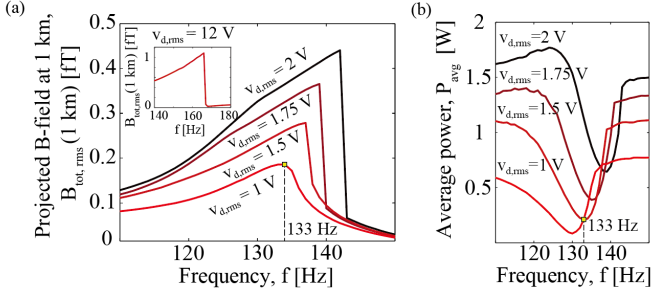 (a)
Projected B-field at 1 km,
B_tot, rms (1 km) [fT]
0.5
0.4
0.3
0.2
0.1
0
120
130
140
Frequency, f [Hz]
v_d,rms = 12 V
B_tot,rms(1 km) [fT]
1
0
140
160
180
f [Hz]
v_d,rms = 2 V
v_d,rms = 1.75 V
v_d,rms = 1.5 V
v_d,rms = 1 V
133 Hz
(b)
Average power, P_avg [W]
2
1.5
1
0.5
120
130
140
Frequency, f [Hz]
v_d,rms = 2 V
v_d,rms = 1.75 V
v_d,rms = 1.5 V
v_d,rms = 1 V
133 Hz